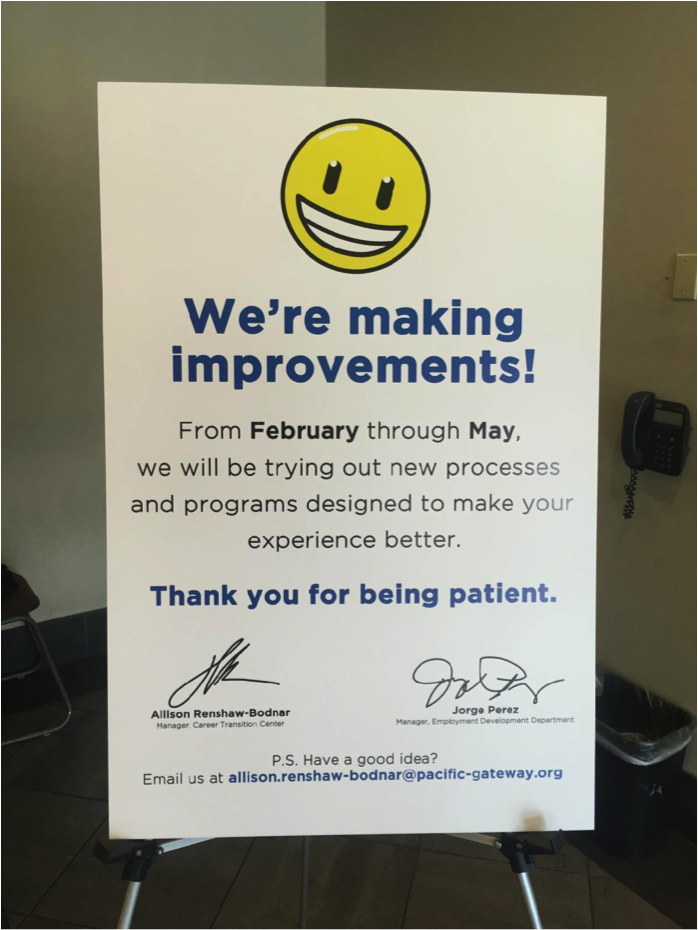 We're making
improvements!
From February through May,
we will be trying out new processes
and programs designed to make your
experience better.
Thank you for being patient.
Allison Renshaw-Bodnar
Manager, Career Transition Center
Jorge Perez
Manager, Employment Development Department
P.S. Have a good idea?
Email us at allison.renshaw-bodnar@pacific-gateway.org